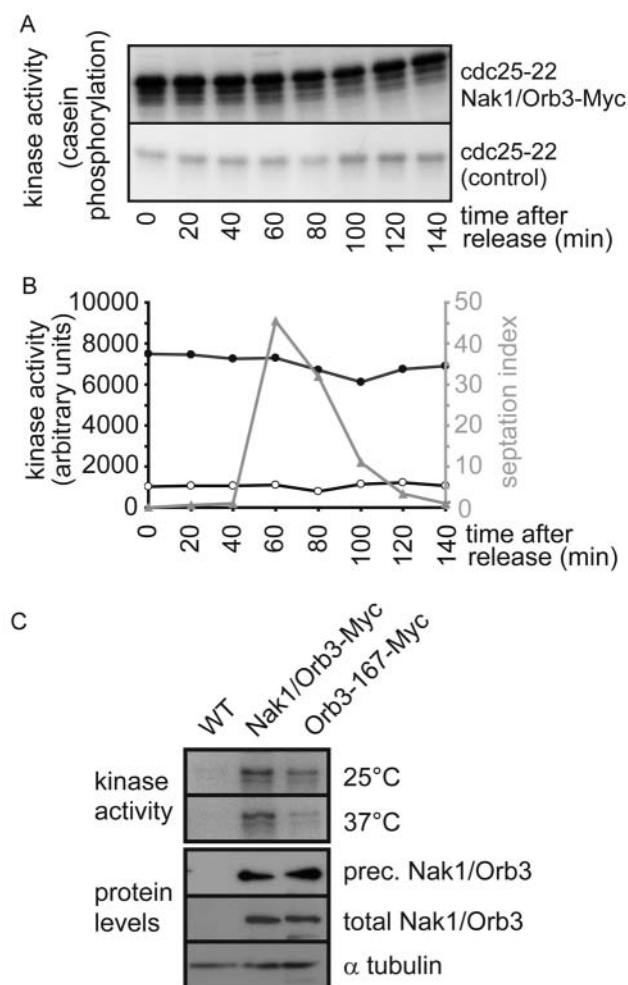 A
kinase activity
(casein
phosphorylation)
cdc25-22
Nak1/Orb3-Myc
cdc25-22
(control)
0 20 40 60 80 100 120 140
time after
release (min)
B
kinase activity
(arbitrary units)
10000
8000
6000
4000
2000
0
50
40
30
20
10
0
septation index
0 20 40 60 80 100 120 140
time after
release (min)
C
WT Nak1/Orb3-Myc Orb3-167-Myc
kinase
activity
25°C
37°C
protein
levels
prec. Nak1/Orb3
total Nak1/Orb3
α tubulin